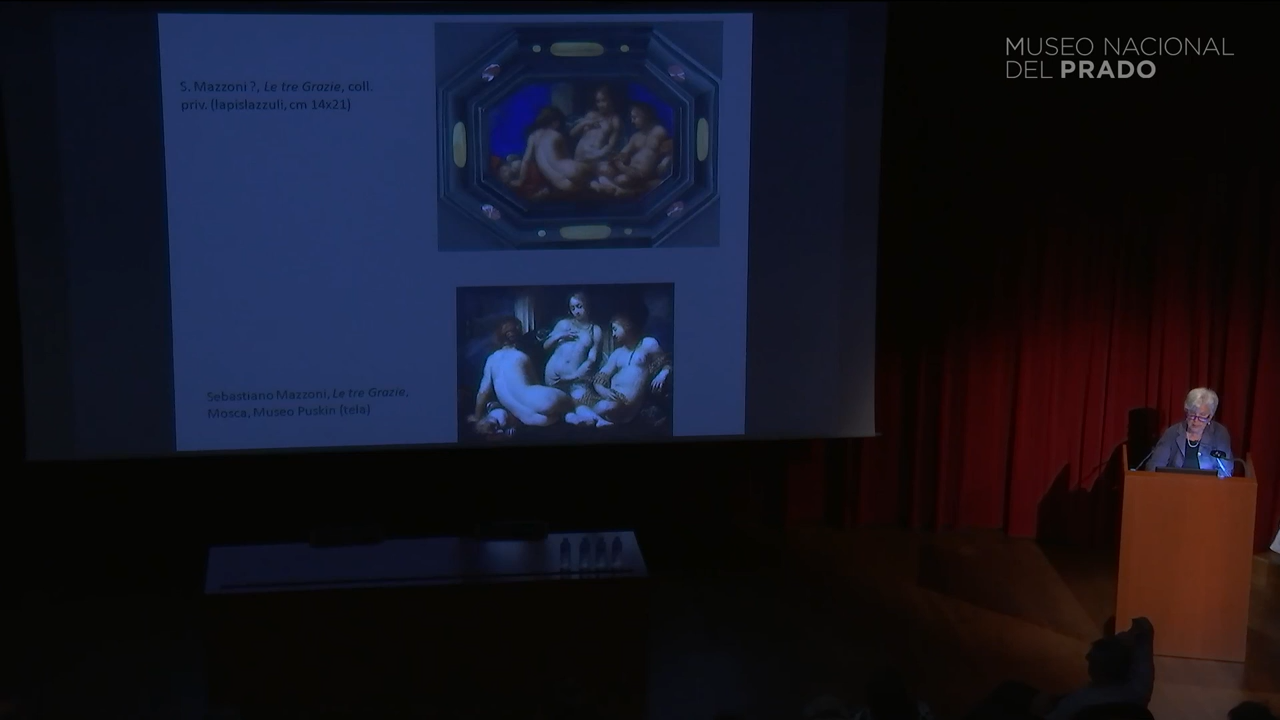 MUSEO NACIONAL
DEL PRADO
S. Mazzoni ?, Le tre Grazie, coll.
priv. (lapislazzuli, cm 14x21)
Sebastiano Mazzoni, Le tre Grazie,
Mosca, Museo Puskin (tela)